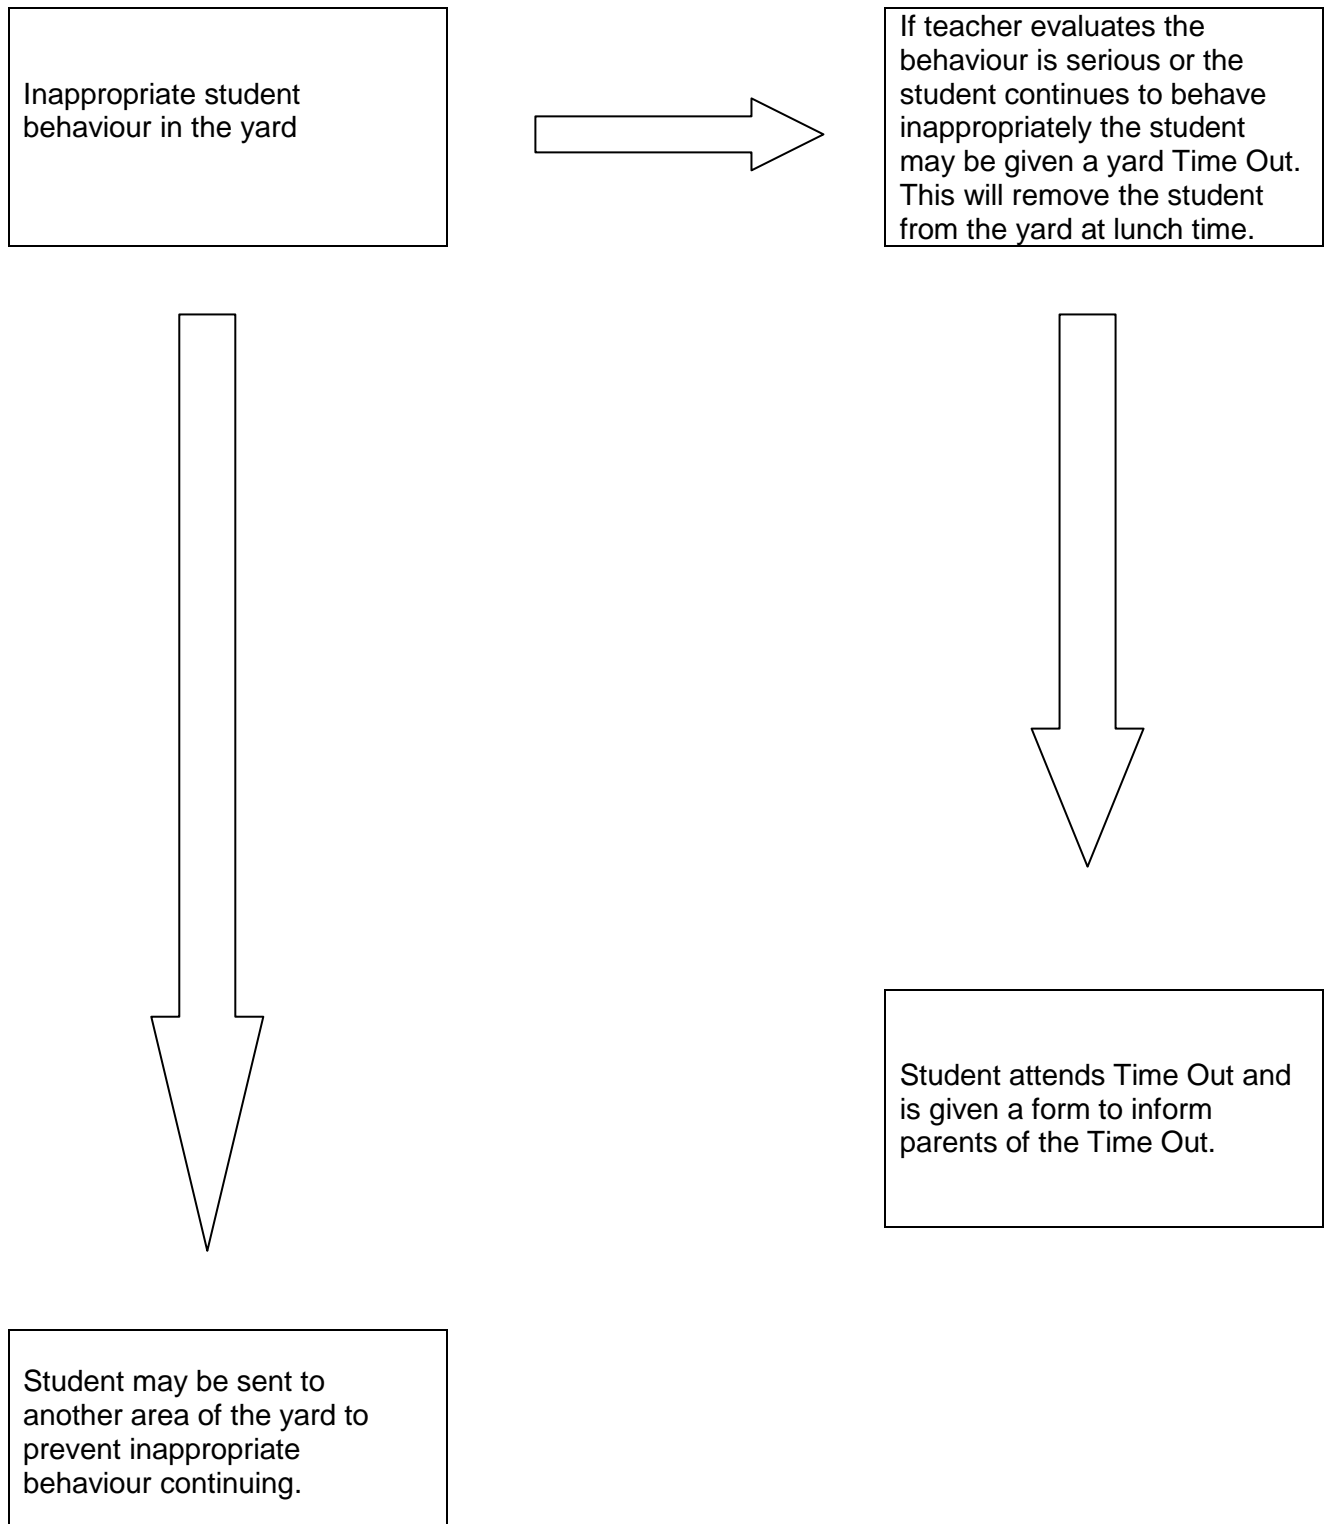 Inappropriate student
behaviour in the yard
If teacher evaluates the
behaviour is serious or the
student continues to behave
inappropriately the student
may be given a yard Time Out.
This will remove the student
from the yard at lunch time.
Student attends Time Out and
is given a form to inform
parents of the Time Out.
Student may be sent to
another area of the yard to
prevent inappropriate
behaviour continuing.